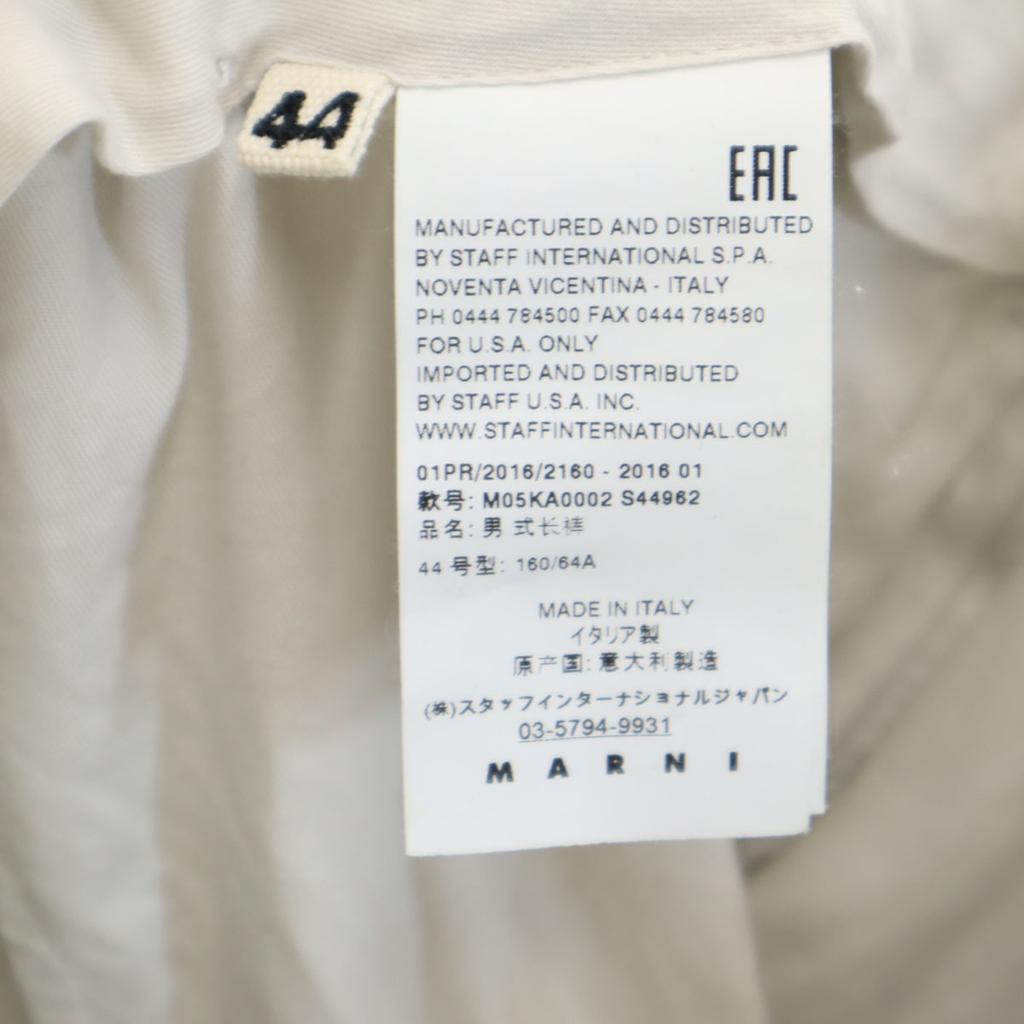 44
EAC
MANUFACTURED AND DISTRIBUTED
BY STAFF INTERNATIONAL S.P.A.
NOVENTA VICENTINA - ITALY
PH 0444 784500 FAX 0444 784580
FOR U.S.A. ONLY
IMPORTED AND DISTRIBUTED
BY STAFF U.S.A. INC.
WWW.STAFFINTERNATIONAL.COM
01PR/2016/2160 - 2016 01
款号: M05KA0002 S44962
品名: 男式长裤
44 号型: 160/64A
MADE IN ITALY
イタリア製
原产国: 意大利製造
(株)スタッフインターナショナルジャパン
03-5794-9931
MARNI